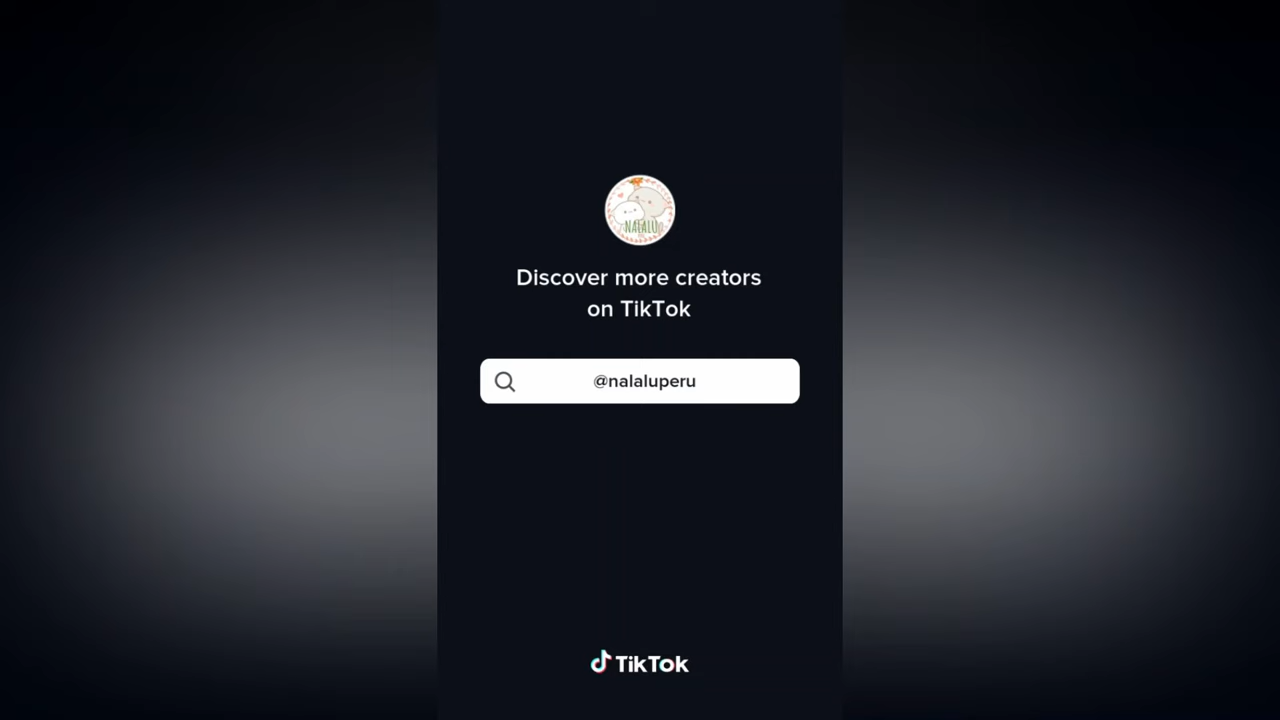 NALALU
Discover more creators
on TikTok
@nalaluperu
TikTok